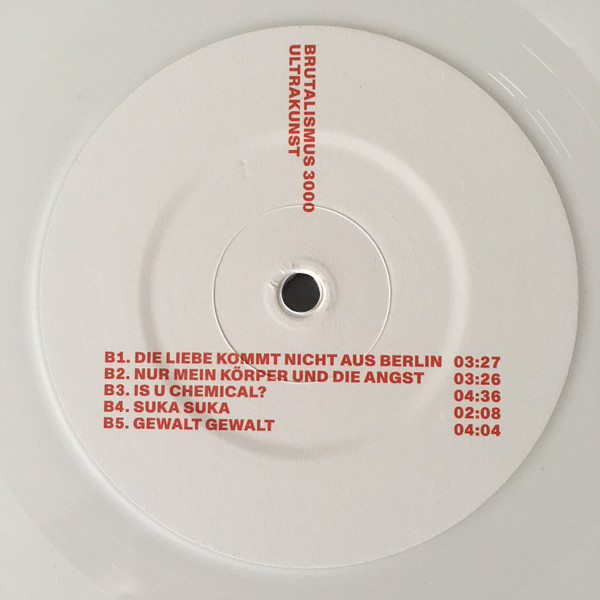 BRUTALISMUS 3000
ULTRAKUNST
B1. DIE LIEBE KOMMT NICHT AUS BERLIN 03:27
B2. NUR MEIN KÖRPER UND DIE ANGST 03:26
B3. IS U CHEMICAL? 04:36
B4. SUKA SUKA 02:08
B5. GEWALT GEWALT 04:04